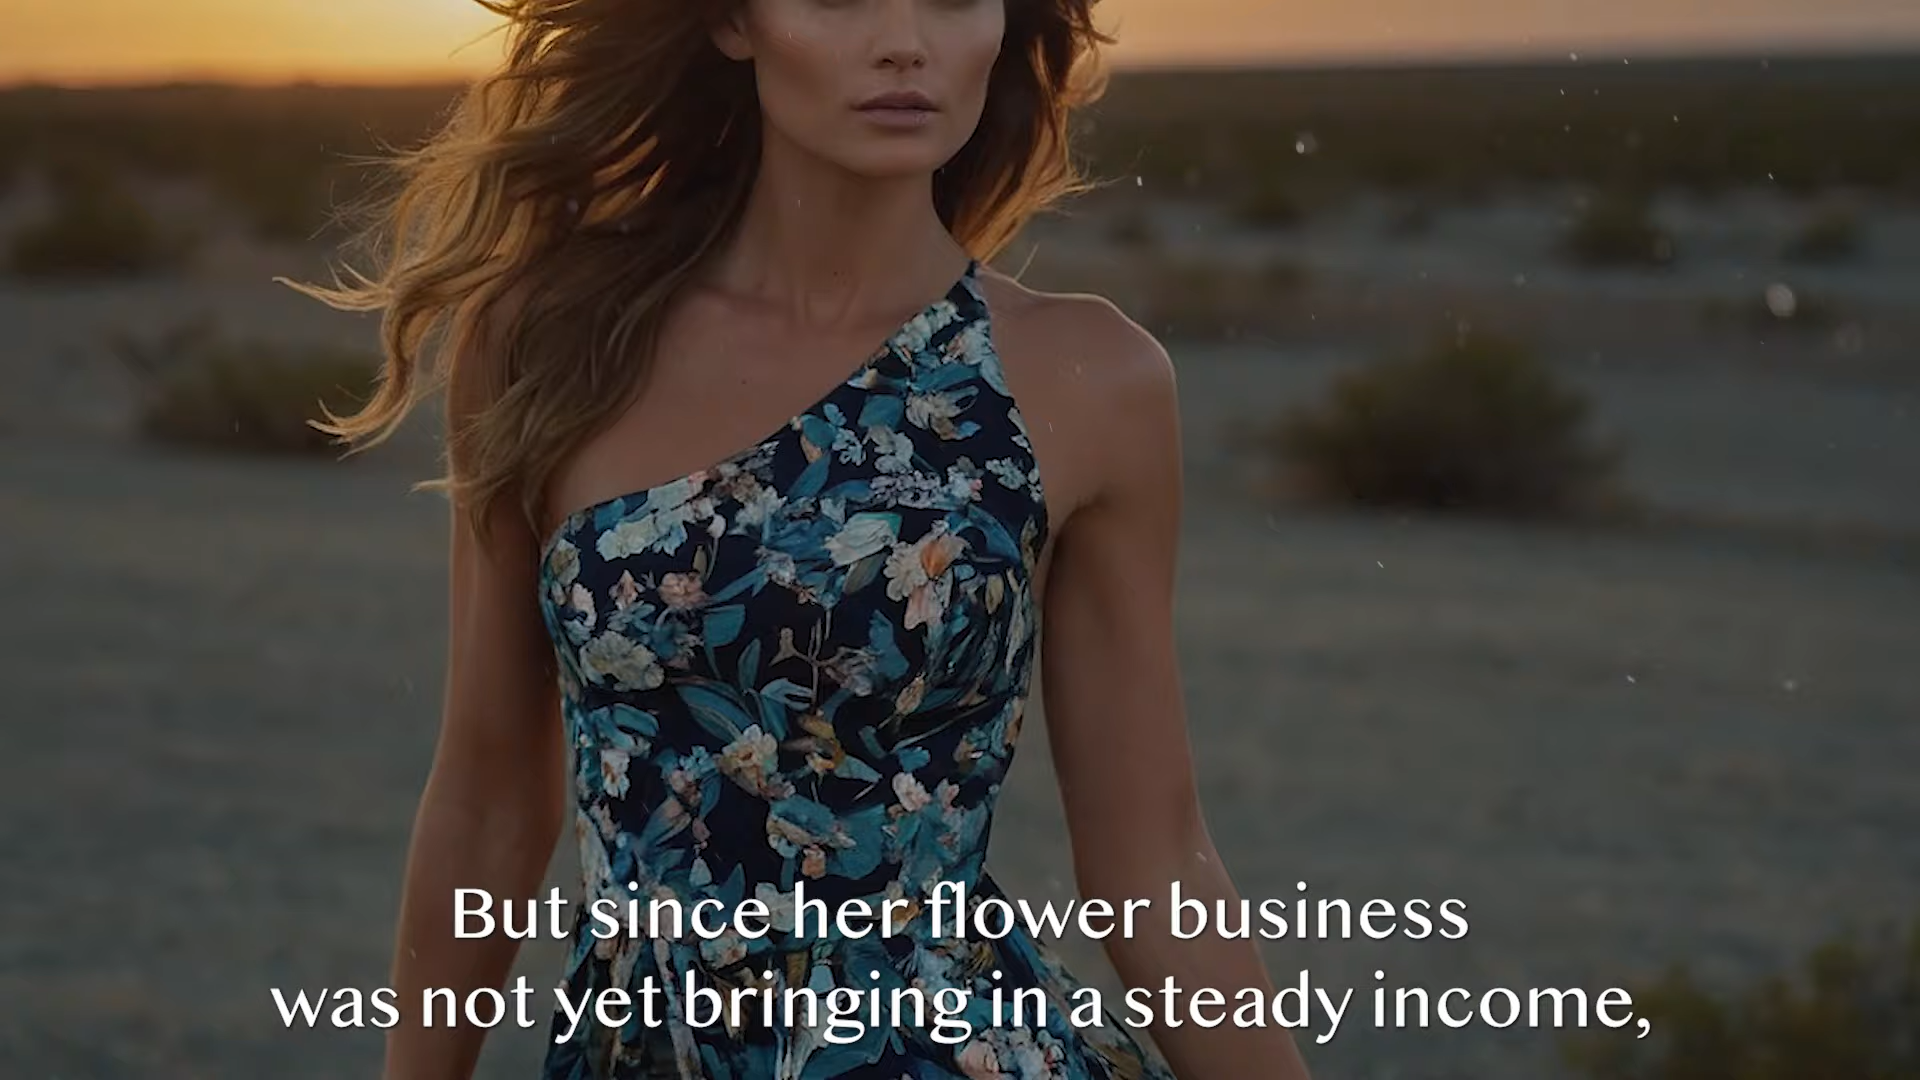 But since her flower business
was not yet bringing in a steady income,